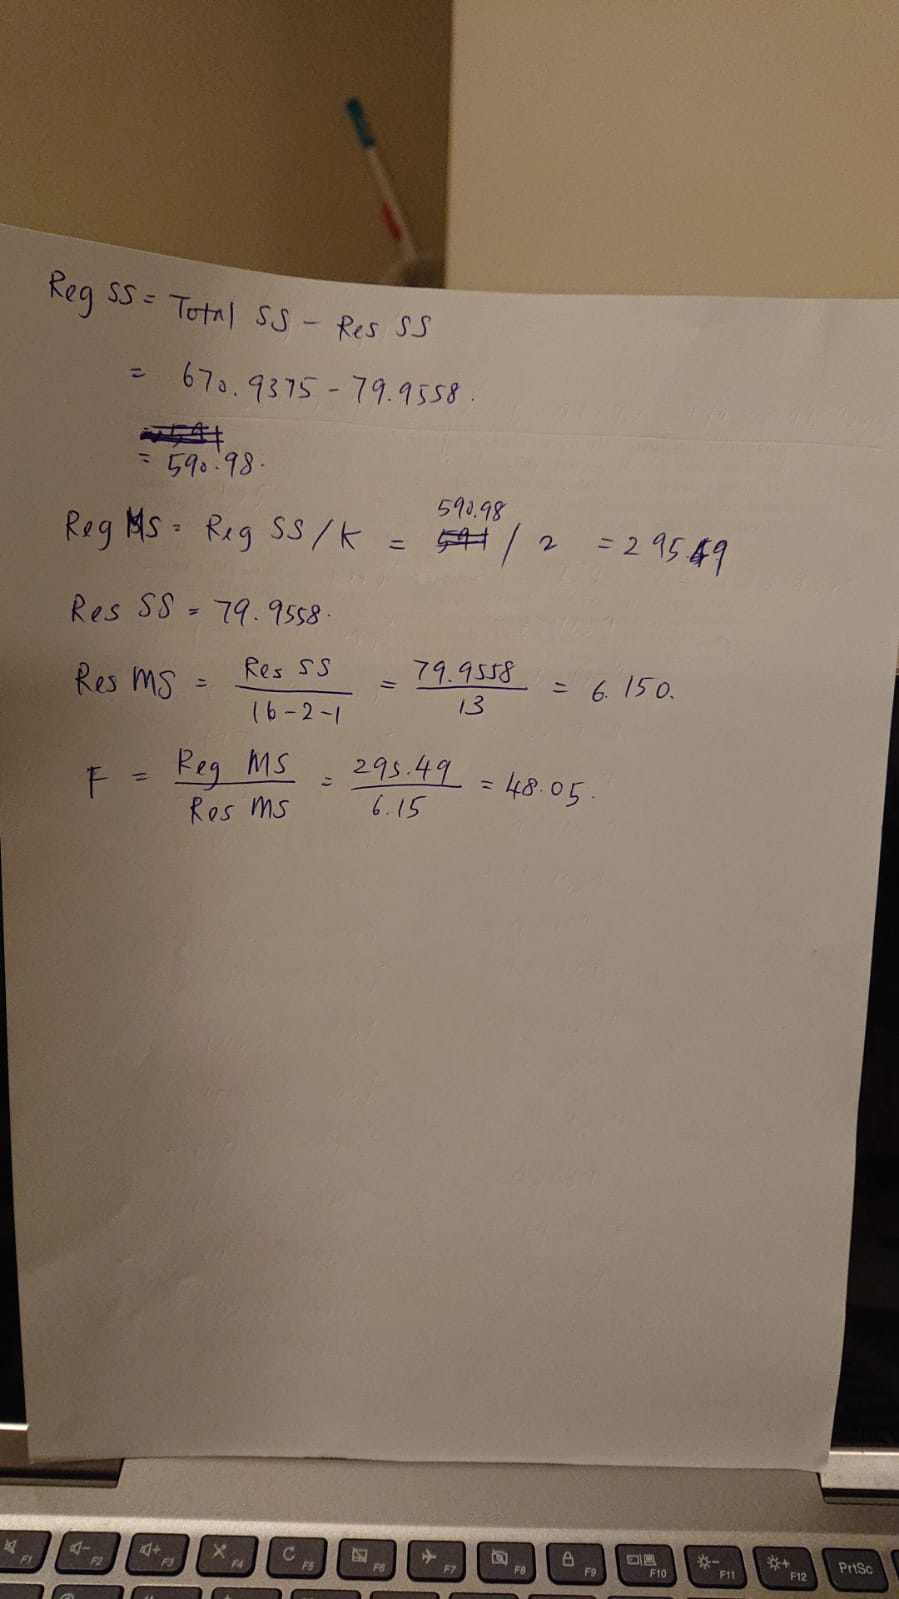 Reg SS = Total SS - Res SS
= 670.9375 - 79.9558.
= 590.98.
Reg MS = Reg SS/K = 590.98 / 2 = 295.49
Res SS = 79.9558.
Res MS = Res SS / 16-2-1 = 79.9558 / 13 = 6.150.
F = Reg MS / Res MS = 295.49 / 6.15 = 48.05.
F1 F2 F3 F4 F5 F6 F7 F8 F9 F10 F11 F12 PrtSc